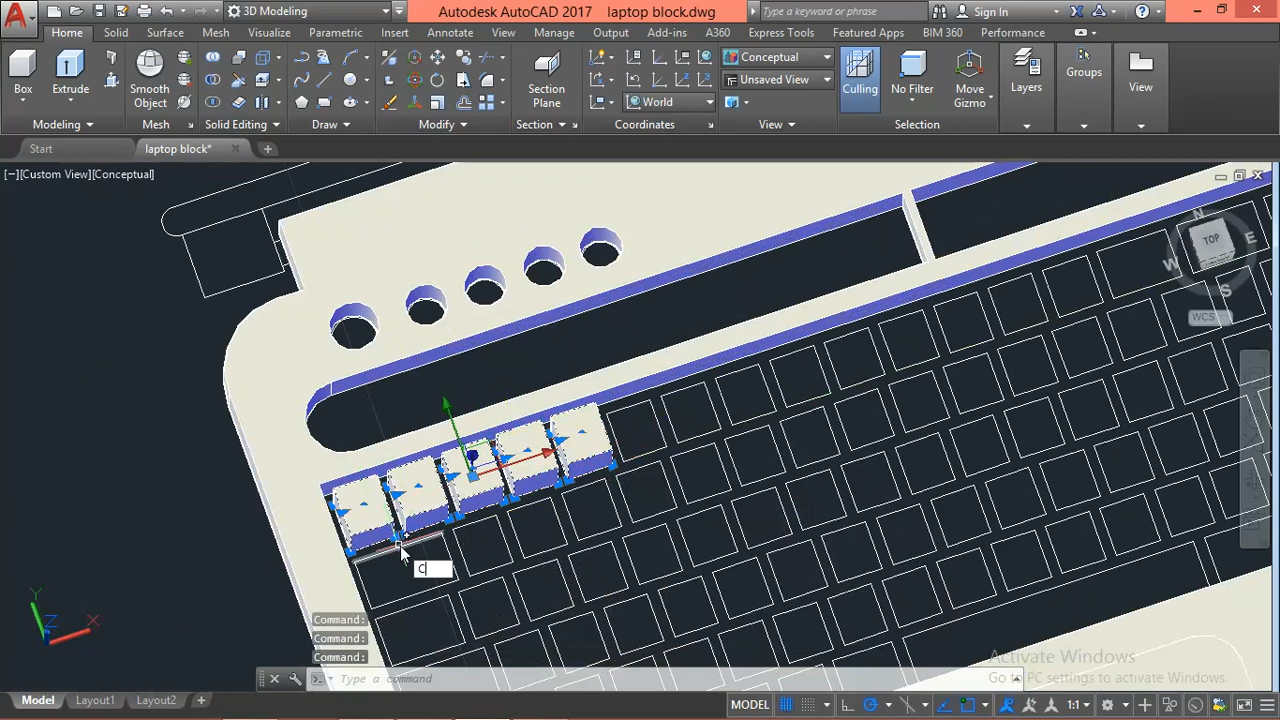 3D Modeling
Autodesk AutoCAD 2017 laptop block.dwg
Type a keyword or phrase
Sign In
Home Solid Surface Mesh Visualize Parametric Insert Annotate View Manage Output Add-ins A360 Express Tools Featured Apps BIM 360 Performance
Box
Extrude
Smooth
Object
Section
Plane
Conceptual
Unsaved View
World
Culling
No Filter
Move
Gizmo
Layers
Groups
View
Modeling
Mesh
Solid Editing
Draw
Modify
Section
Coordinates
View
Selection
Start
laptop block*
[−][Custom View][Conceptual]
N
TOP
E
W
S
WCS
C
Y
Z
X
Command:
Command:
Command:
Type a command
Activate Windows
Go to PC settings to activate Windows.
Model Layout1 Layout2
MODEL
1:1